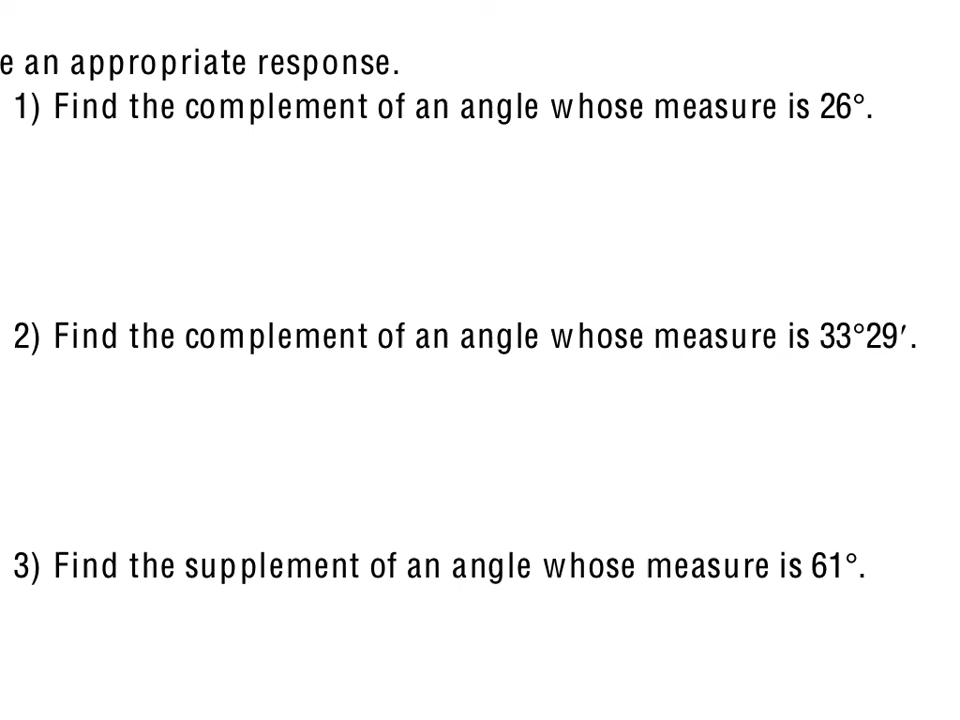 e an appropriate response.
1) Find the complement of an angle whose measure is 26°.
2) Find the complement of an angle whose measure is 33°29′.
3) Find the supplement of an angle whose measure is 61°.